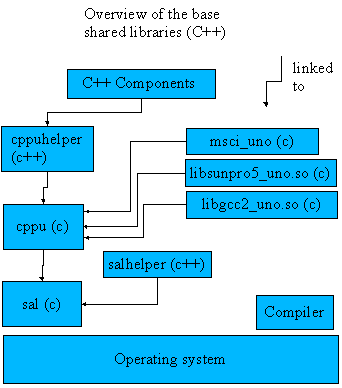 Overview of the base
shared libraries (C++)
linked
to
C++ Components
cppuhelper
(c++)
msci_uno (c)
libsunpro5_uno.so (c)
libgcc2_uno.so (c)
cppu (c)
salhelper (c++)
sal (c)
Compiler
Operating system